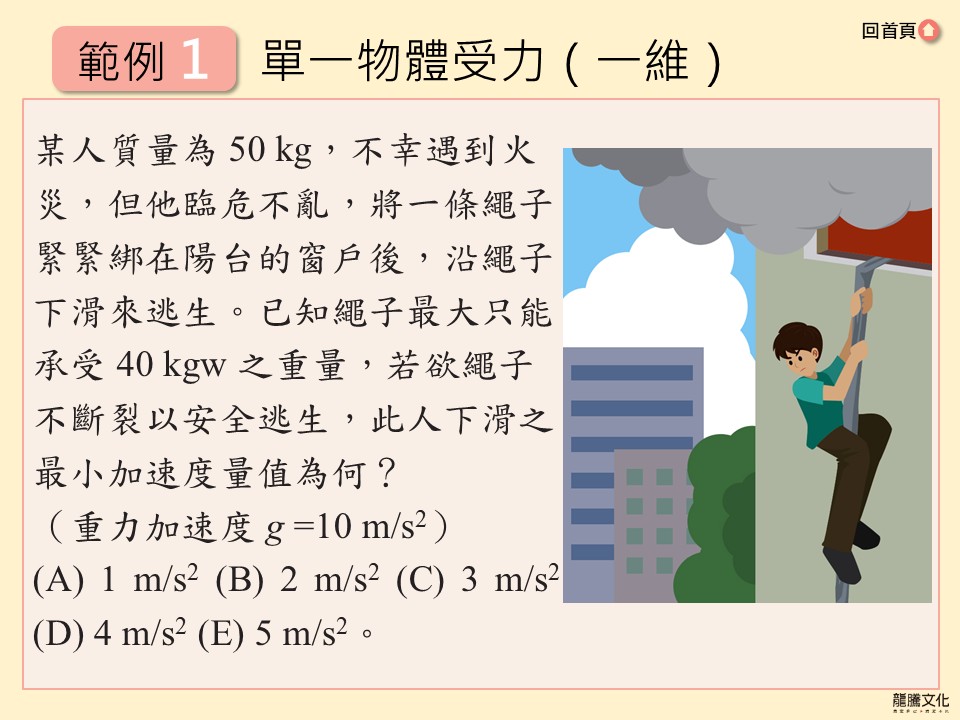 回首頁
範例 1 單一物體受力（一維）
某人質量為 50 kg，不幸遇到火
災，但他臨危不亂，將一條繩子
緊緊綁在陽台的窗戶後，沿繩子
下滑來逃生。已知繩子最大只能
承受 40 kgw 之重量，若欲繩子
不斷裂以安全逃生，此人下滑之
最小加速度量值為何？
（重力加速度 g =10 m/s²）
(A) 1 m/s² (B) 2 m/s² (C) 3 m/s²
(D) 4 m/s² (E) 5 m/s²。
龍騰文化